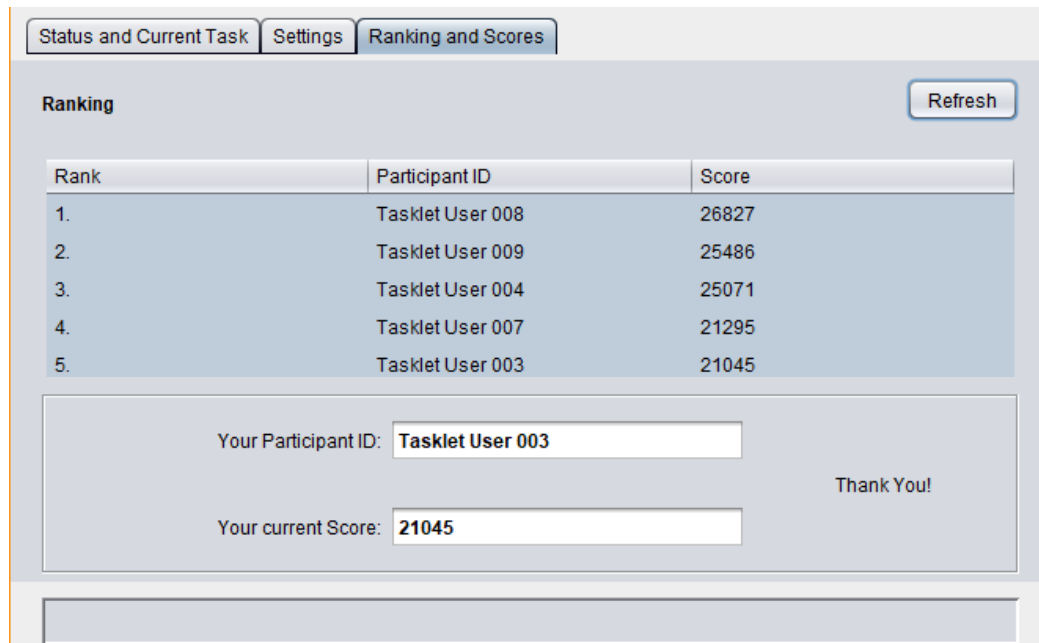 Status and Current Task Settings Ranking and Scores
Ranking Refresh
Rank Participant ID Score
1. Tasklet User 008 26827
2. Tasklet User 009 25486
3. Tasklet User 004 25071
4. Tasklet User 007 21295
5. Tasklet User 003 21045
Your Participant ID: Tasklet User 003
Thank You!
Your current Score: 21045